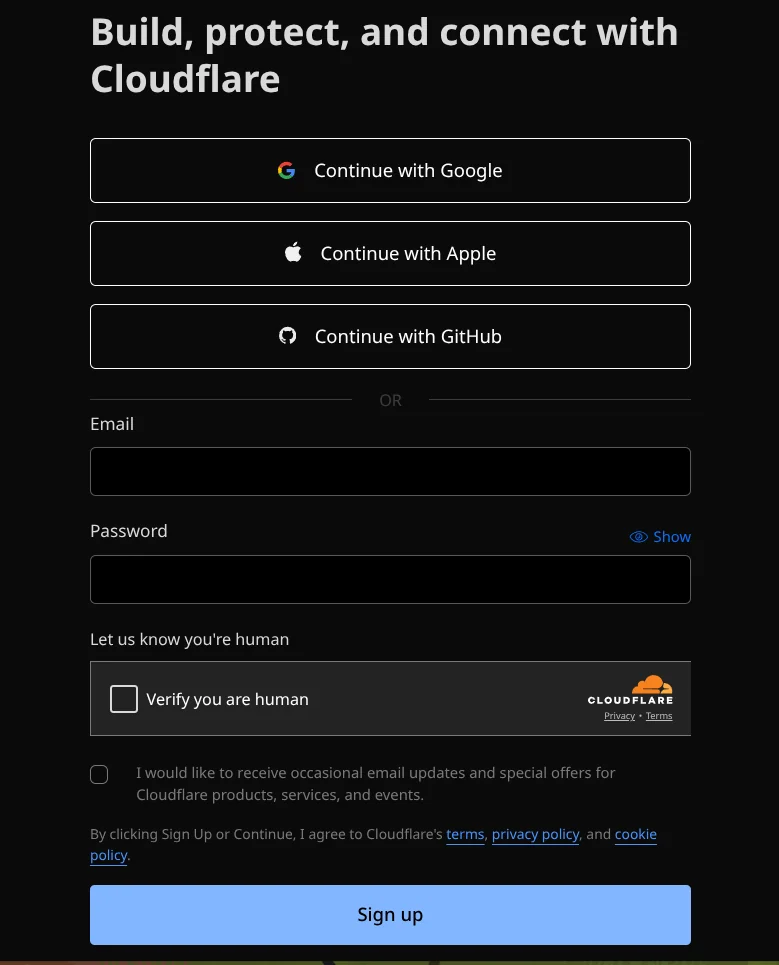 Build, protect, and connect with
Cloudflare
Continue with Google
Continue with Apple
Continue with GitHub
OR
Email
Password
Show
Let us know you're human
Verify you are human
CLOUDFLARE
Privacy • Terms
I would like to receive occasional email updates and special offers for
Cloudflare products, services, and events.
By clicking Sign Up or Continue, I agree to Cloudflare's terms, privacy policy, and cookie
policy.
Sign up